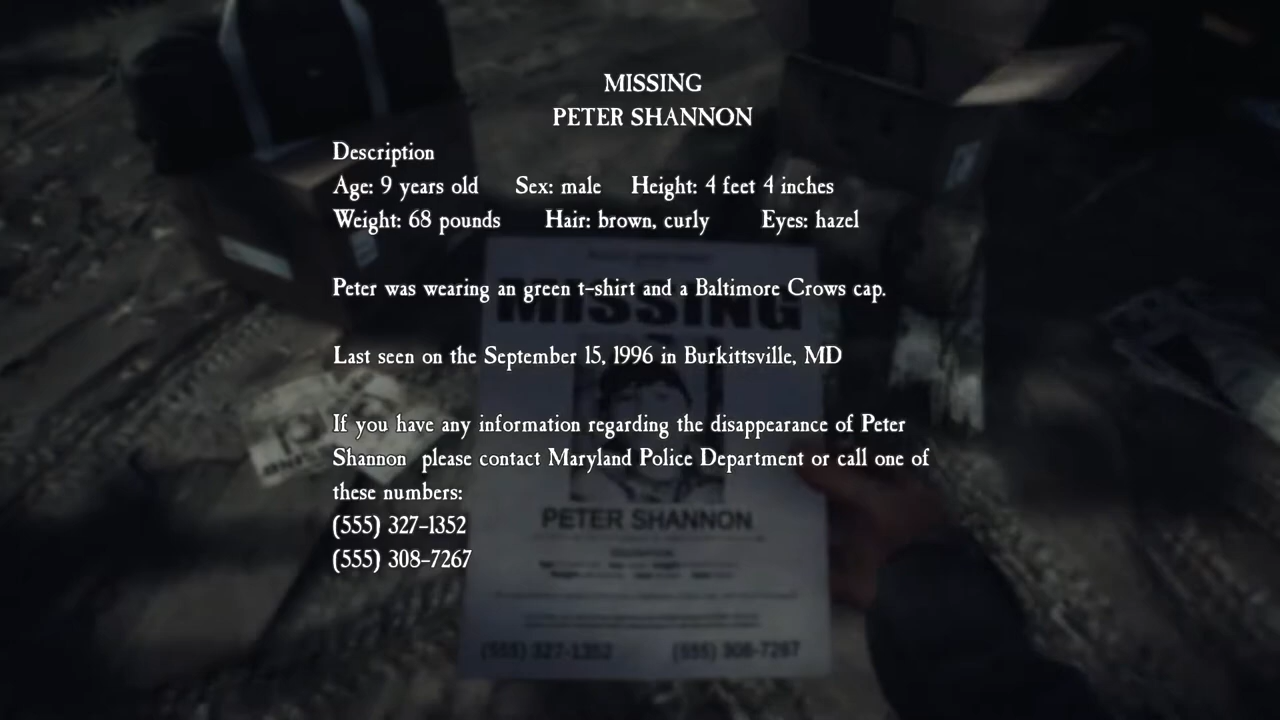 MISSING
PETER SHANNON
Description
Age: 9 years old Sex: male Height: 4 feet 4 inches
Weight: 68 pounds Hair: brown, curly Eyes: hazel
Peter was wearing an green t-shirt and a Baltimore Crows cap.
Last seen on the September 15, 1996 in Burkittsville, MD
If you have any information regarding the disappearance of Peter
Shannon please contact Maryland Police Department or call one of
these numbers:
(555) 327-1352
(555) 308-7267
MISSING
PETER SHANNON
(555) 327-1352 (555) 308-7267